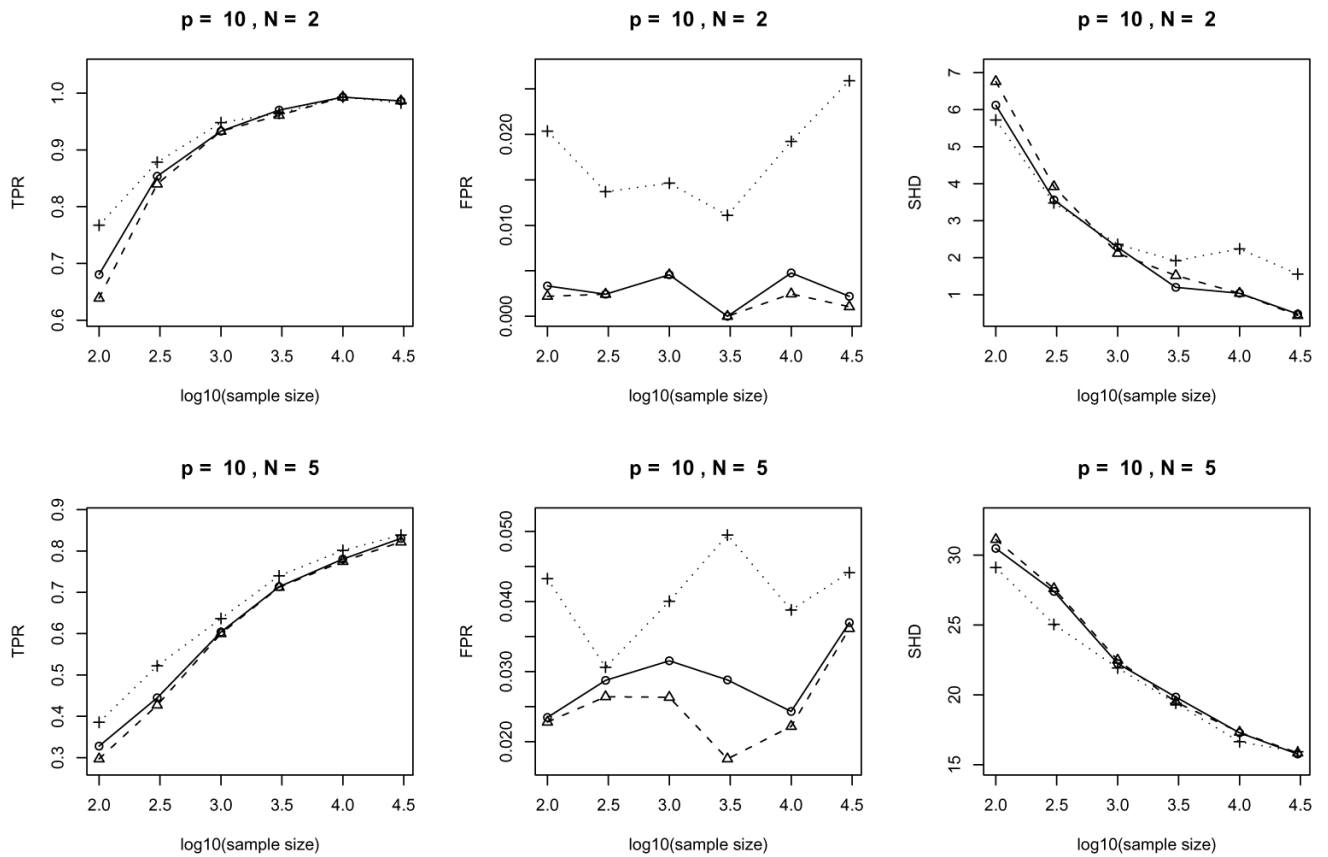 p = 10 , N = 2
TPR
1.0
0.9
0.8
0.7
0.6
2.0 2.5 3.0 3.5 4.0 4.5
log10(sample size)
p = 10 , N = 2
FPR
0.020
0.010
0.000
2.0 2.5 3.0 3.5 4.0 4.5
log10(sample size)
p = 10 , N = 2
SHD
7
6
5
4
3
2
1
2.0 2.5 3.0 3.5 4.0 4.5
log10(sample size)
p = 10 , N = 5
TPR
0.9
0.8
0.7
0.6
0.5
0.4
0.3
2.0 2.5 3.0 3.5 4.0 4.5
log10(sample size)
p = 10 , N = 5
FPR
0.050
0.040
0.030
0.020
2.0 2.5 3.0 3.5 4.0 4.5
log10(sample size)
p = 10 , N = 5
SHD
30
25
20
15
2.0 2.5 3.0 3.5 4.0 4.5
log10(sample size)